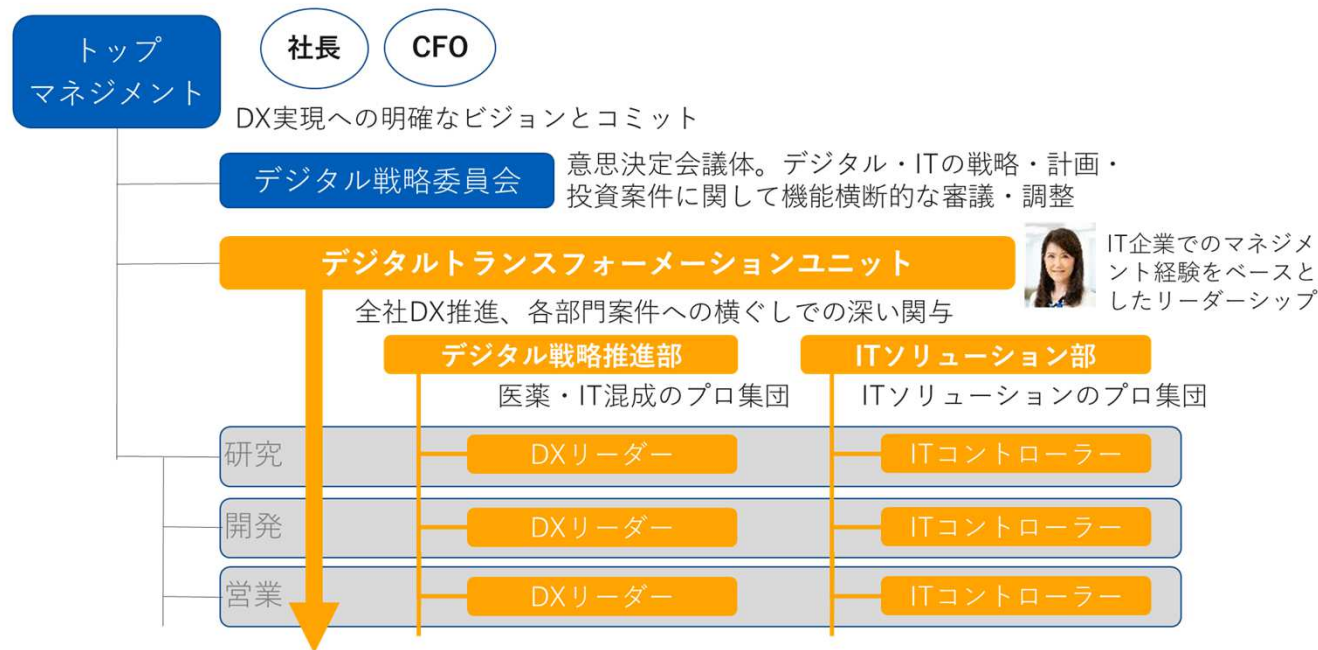 トップ
マネジメント
社長
CFO
DX実現への明確なビジョンとコミット
デジタル戦略委員会
意思決定会議体。デジタル・ITの戦略・計画・
投資案件に関して機能横断的な審議・調整
デジタルトランスフォーメーションユニット
IT企業でのマネジメ
ント経験をベースと
したリーダーシップ
全社DX推進、各部門案件への横ぐしでの深い関与
デジタル戦略推進部
ITソリューション部
医薬・IT混成のプロ集団
ITソリューションのプロ集団
研究
DXリーダー
ITコントローラー
開発
DXリーダー
ITコントローラー
営業
DXリーダー
ITコントローラー